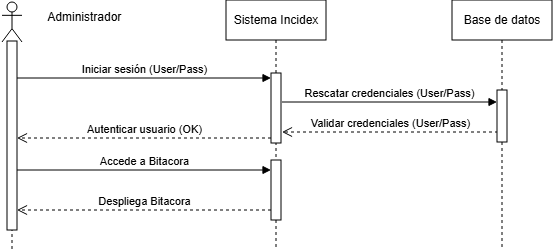 Administrador
Sistema Incidex
Base de datos
Iniciar sesión (User/Pass)
Rescatar credenciales (User/Pass)
Autenticar usuario (OK)
Validar credenciales (User/Pass)
Accede a Bitacora
Despliega Bitacora